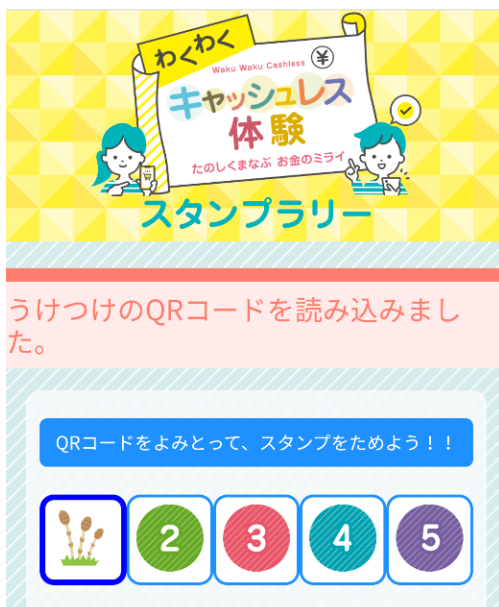 わくわく
Waku Waku Cashless
¥
キャッシュレス
体験
たのしくまなぶ お金のミライ
スタンプラリー
うけつけのQRコードを読み込みまし
た。
QRコードをよみとって、スタンプをためよう！！
2 3 4 5